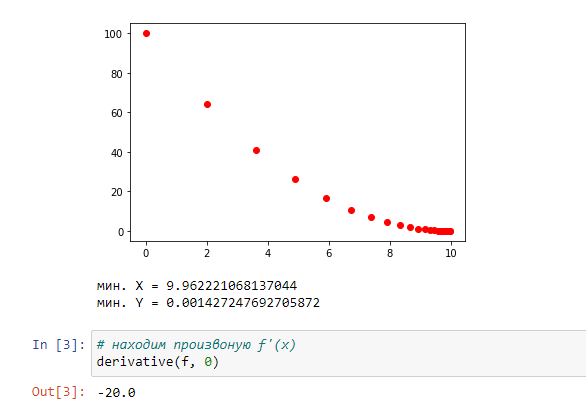 100
80
60
40
20
0
0 2 4 6 8 10
мин. X = 9.962221068137044
мин. Y = 0.001427247692705872
In [3]: # находим произвоную f'(x)
derivative(f, 0)
Out[3]: -20.0